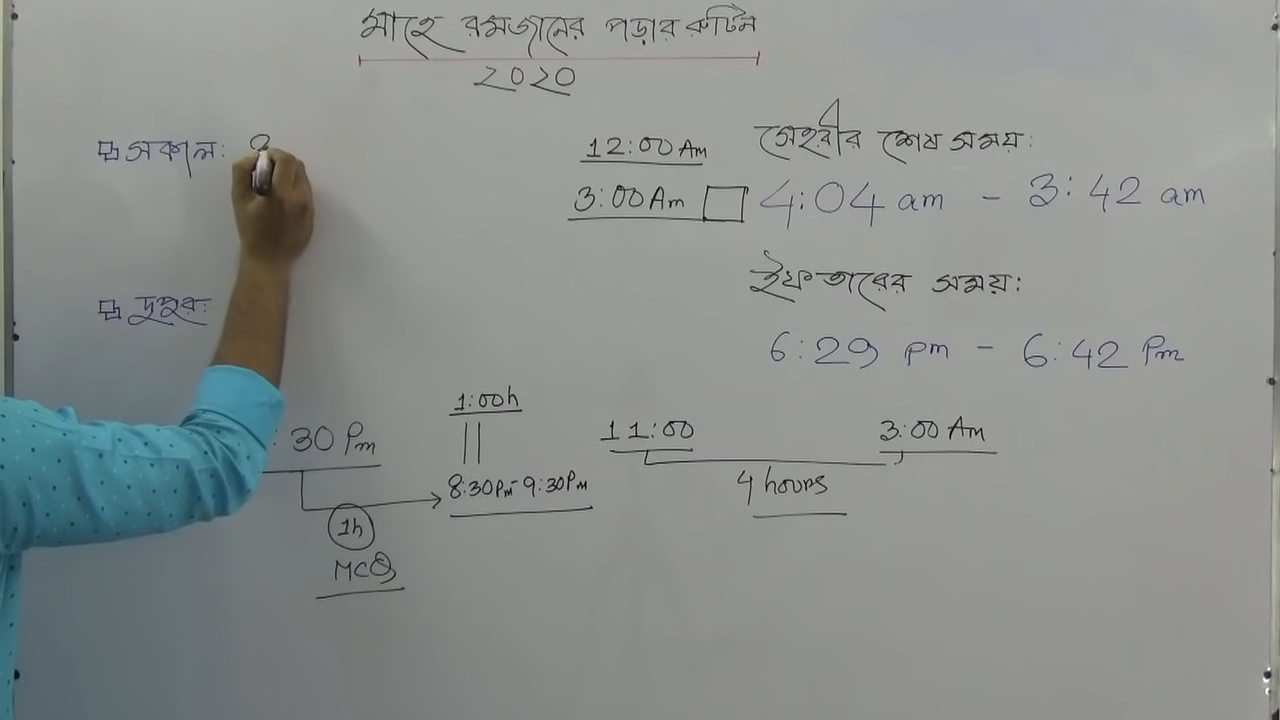 মাহে রমজানের পড়ার রুটিন
২০২০
সকাল:
দুপুর:
12:00 Am
3:00 Am
সেহরীর শেষ সময়:
4:04 am - 3:42 am
ইফতারের সময়:
6:29 pm - 6:42 Pm
: 30 Pm
1h
MCQ
1:00h
8:30Pm - 9:30Pm
11:00
3:00 Am
4 hours